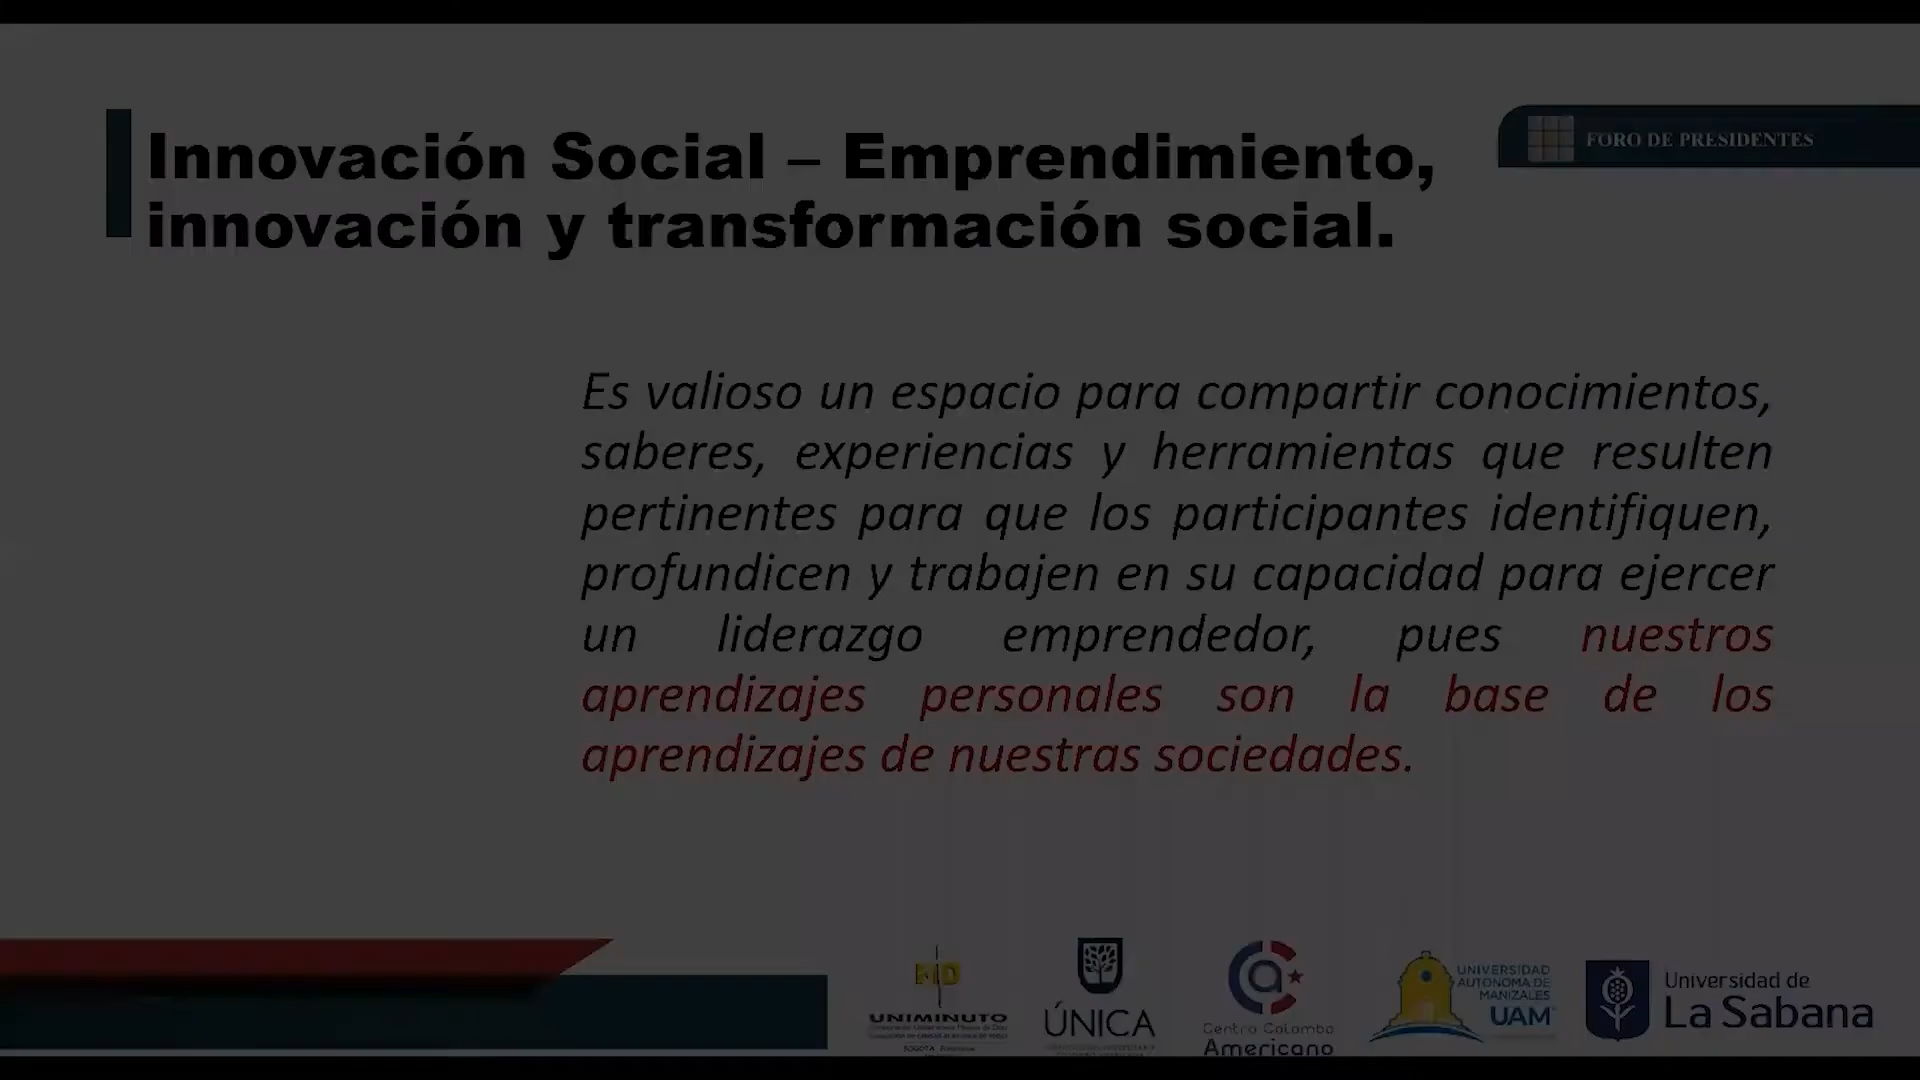 Innovación Social – Emprendimiento,
innovación y transformación social.
FORO DE PRESIDENTES
Es valioso un espacio para compartir conocimientos,
saberes, experiencias y herramientas que resulten
pertinentes para que los participantes identifiquen,
profundicen y trabajen en su capacidad para ejercer
un liderazgo emprendedor, pues nuestros
aprendizajes personales son la base de los
aprendizajes de nuestras sociedades.
UNIMINUTO
ÚNICA
Centro Colombo
Americano
UNIVERSIDAD
AUTÓNOMA DE
MANIZALES
UAM
Universidad de
La Sabana